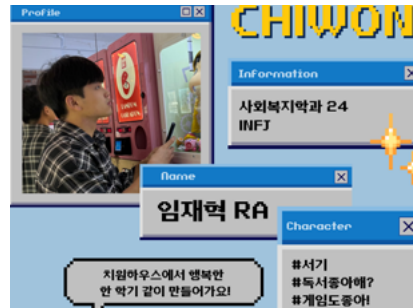 Profile
CHIWON
Information
사회복지학과 24
INFJ
Name
임재혁 RA
Character
#서기
#독서좋아해?
#게임도좋아!
치원하우스에서 행복한
한 학기 같이 만들어가요!